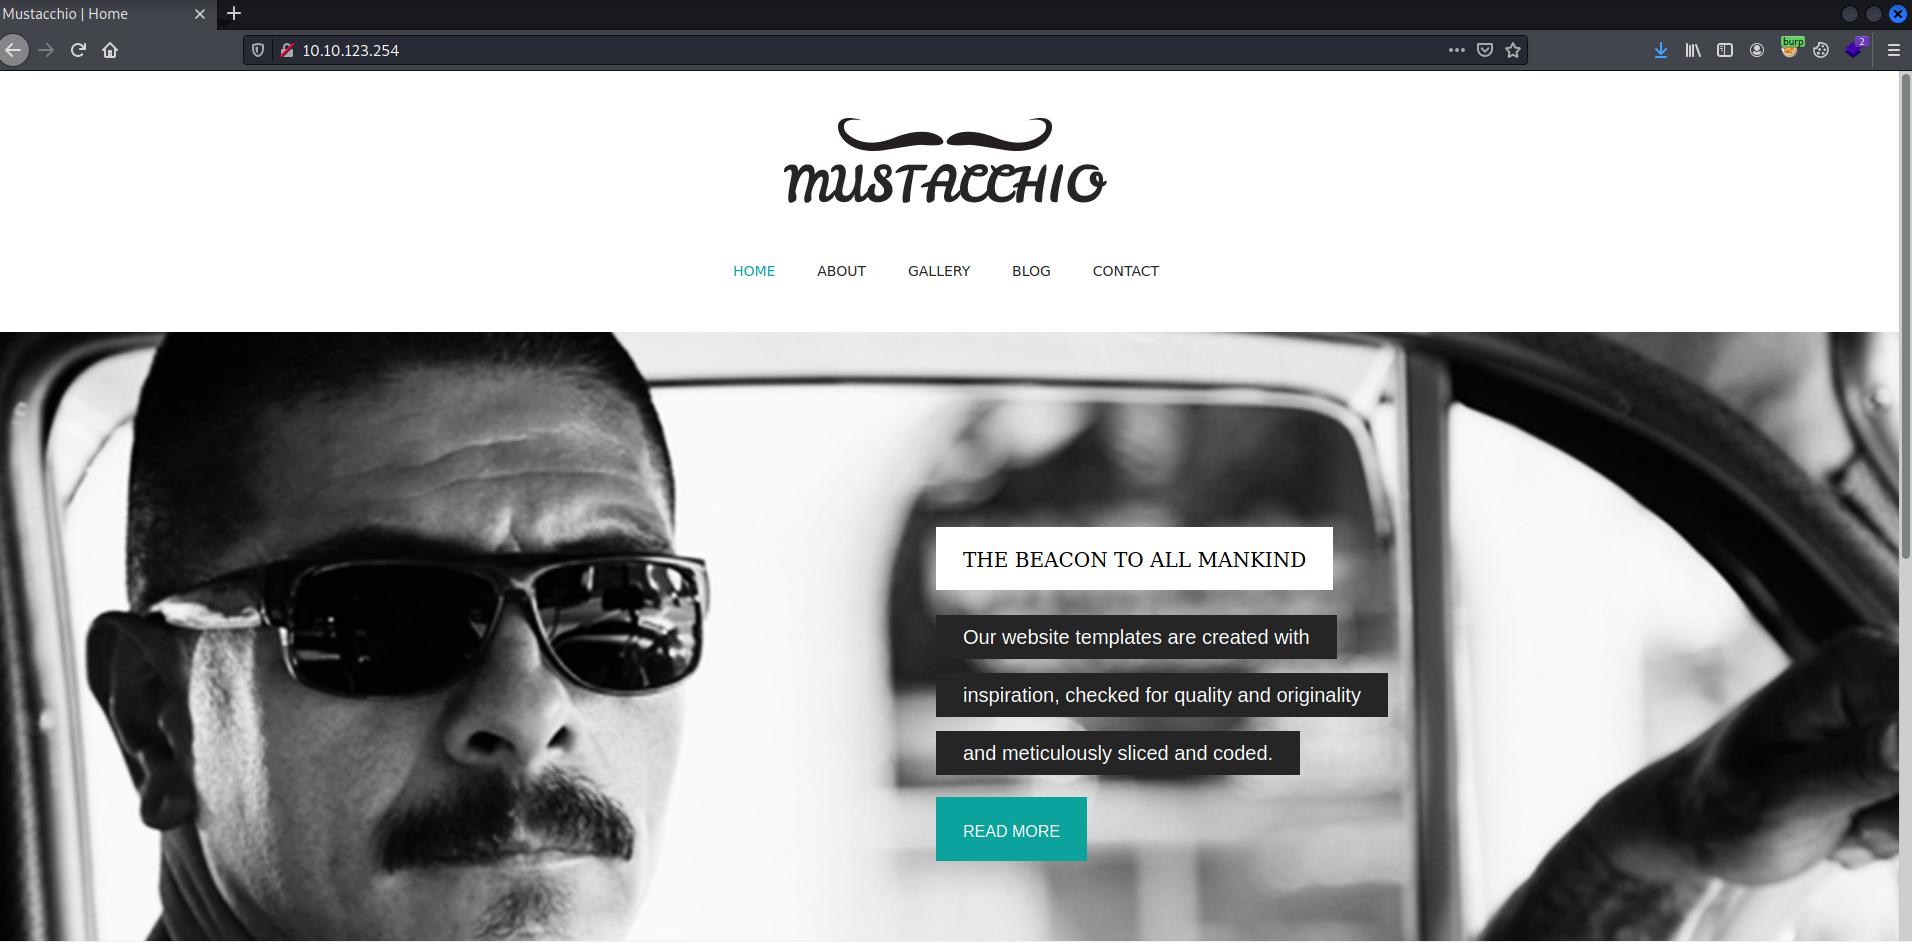 Mustacchio | Home
10.10.123.254
burp
2
MUSTACCHIO
HOME ABOUT GALLERY BLOG CONTACT
THE BEACON TO ALL MANKIND
Our website templates are created with
inspiration, checked for quality and originality
and meticulously sliced and coded.
READ MORE